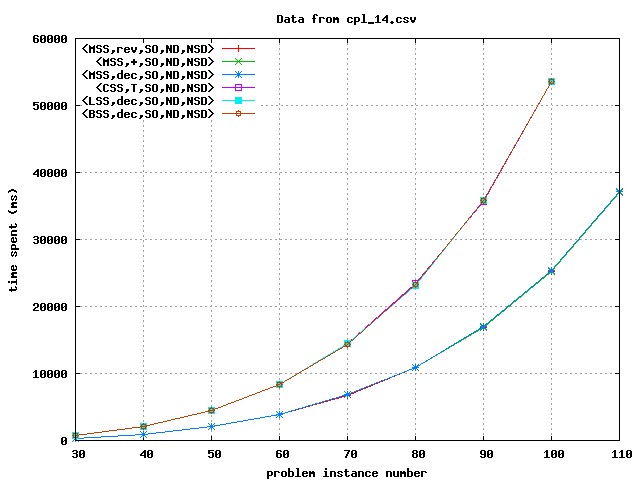 Data from cpl_14.csv
60000
50000
40000
30000
20000
10000
0
<MSS,rev,SO,ND,NSD>
<MSS,+,SO,ND,NSD>
<MSS,dec,SO,ND,NSD>
<CSS,T,SO,ND,NSD>
<LSS,dec,SO,ND,NSD>
<BSS,dec,SO,ND,NSD>
time spent (ms)
30 40 50 60 70 80 90 100 110
problem instance number